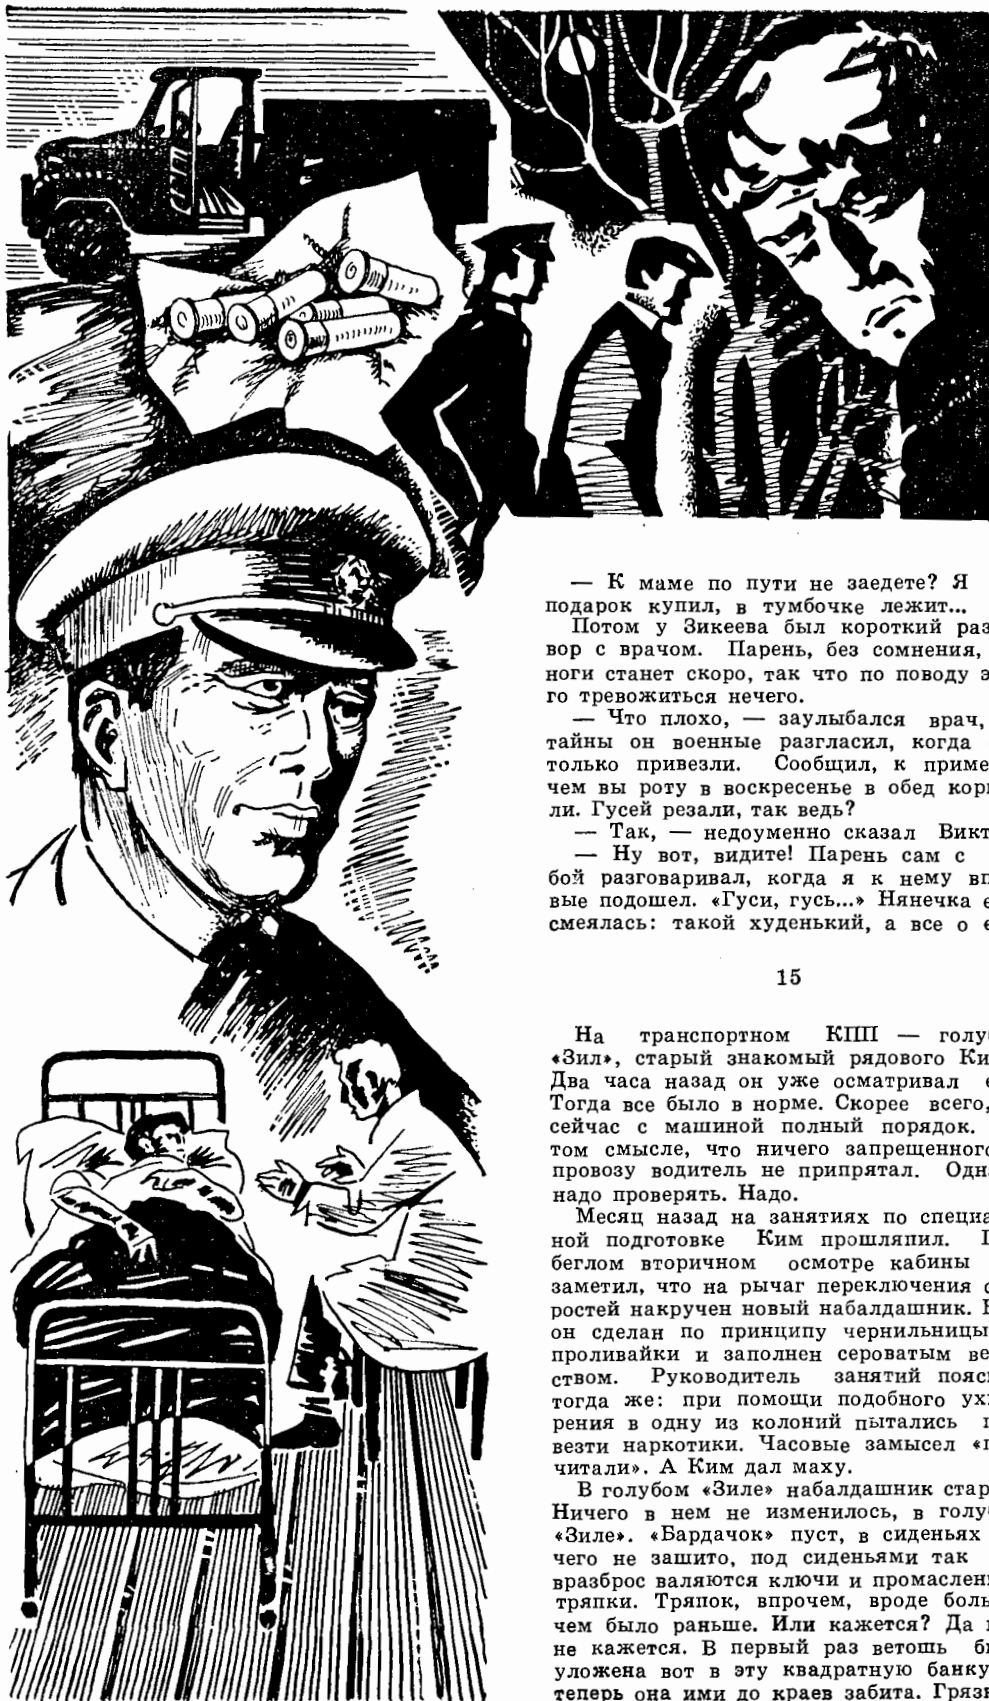 — К маме по пути не заедете? Я
подарок купил, в тумбочке лежит...
Потом у Зикеева был короткий раз
вор с врачом. Парень, без сомнения,
ноги станет скоро, так что по поводу э
го тревожиться нечего.
— Что плохо, — заулыбался врач,
тайны он военные разгласил, когда
только привезли. Сообщил, к приме
чем вы роту в воскресенье в обед кор
ли. Гусей резали, так ведь?
— Так, — недоуменно сказал Викт
— Ну вот, видите! Парень сам с
бой разговаривал, когда я к нему вп
вые подошел. «Гуси, гусь...» Нянечка е
смеялась: такой худенький, а все о е
15
На транспортном КПП — голу
«Зил», старый знакомый рядового Ки
Два часа назад он уже осматривал е
Тогда все было в норме. Скорее всего,
сейчас с машиной полный порядок.
том смысле, что ничего запрещенног
провозу водитель не припрятал. Одн
надо проверять. Надо.
Месяц назад на занятиях по специа
ной подготовке Ким прошляпил. П
беглом вторичном осмотре кабины
заметил, что на рычаг переключения с
ростей накручен новый набалдашник.
он сделан по принципу чернильницы
проливайки и заполнен сероватым ве
ством. Руководитель занятий пояс
тогда же: при помощи подобного ух
рения в одну из колоний пытались п
везти наркотики. Часовые замысел «п
читали». А Ким дал маху.
В голубом «Зиле» набалдашник стар
Ничего в нем не изменилось, в голу
«Зиле». «Бардачок» пуст, в сиденьях
чего не зашито, под сиденьями так
вразброс валяются ключи и промаслен
тряпки. Тряпок, впрочем, вроде боль
чем было раньше. Или кажется? Да
не кажется. В первый раз ветошь б
уложена вот в эту квадратную банку
теперь она ими до краев забита. Гряз